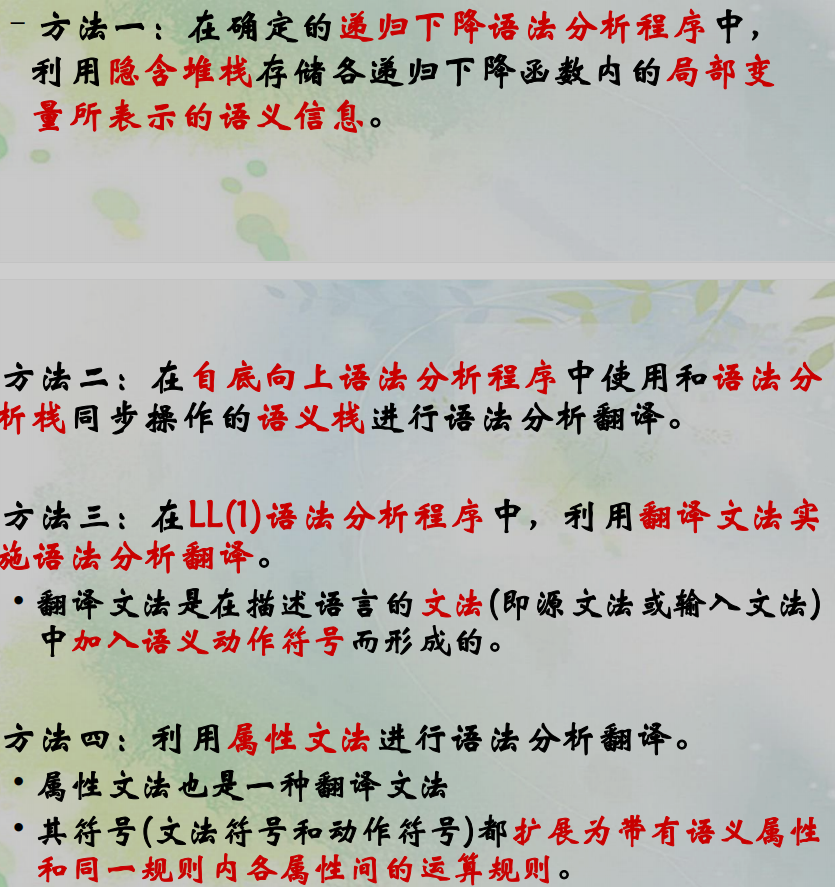 – 方法一：在确定的递归下降语法分析程序中，
利用隐含堆栈存储各递归下降函数内的局部变
量所表示的语义信息。
方法二：在自底向上语法分析程序中使用和语法分
析栈同步操作的语义栈进行语法分析翻译。
方法三：在LL(1)语法分析程序中，利用翻译文法实
施语法分析翻译。
• 翻译文法是在描述语言的文法(即源文法或输入文法)
中加入语义动作符号而形成的。
方法四：利用属性文法进行语法分析翻译。
• 属性文法也是一种翻译文法
• 其符号(文法符号和动作符号)都扩展为带有语义属性
和同一规则内各属性间的运算规则。